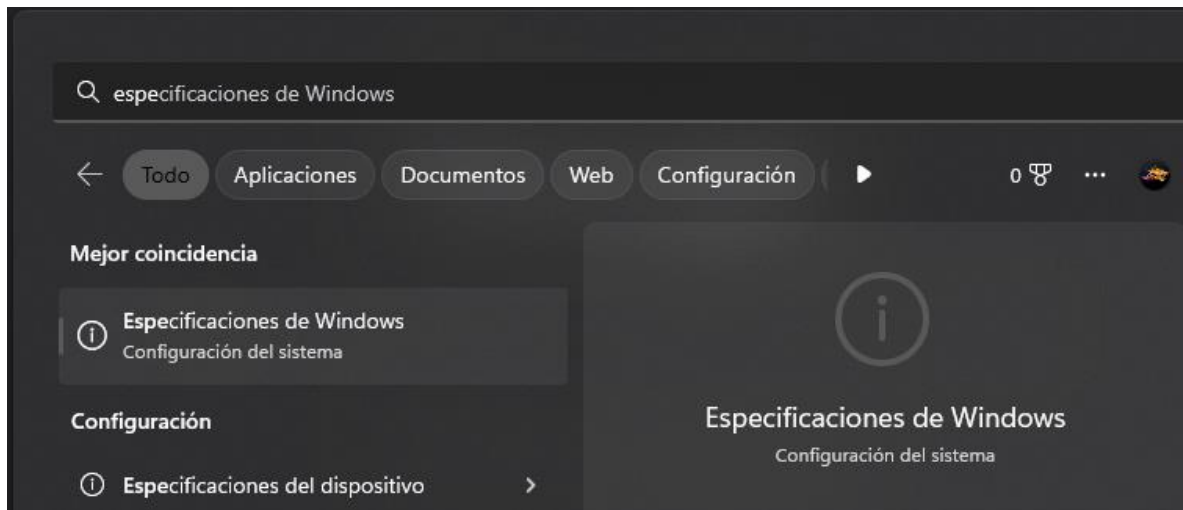 especificaciones de Windows
Todo Aplicaciones Documentos Web Configuración 0
Mejor coincidencia
Especificaciones de Windows
Configuración del sistema
Configuración
Especificaciones del dispositivo
Especificaciones de Windows
Configuración del sistema